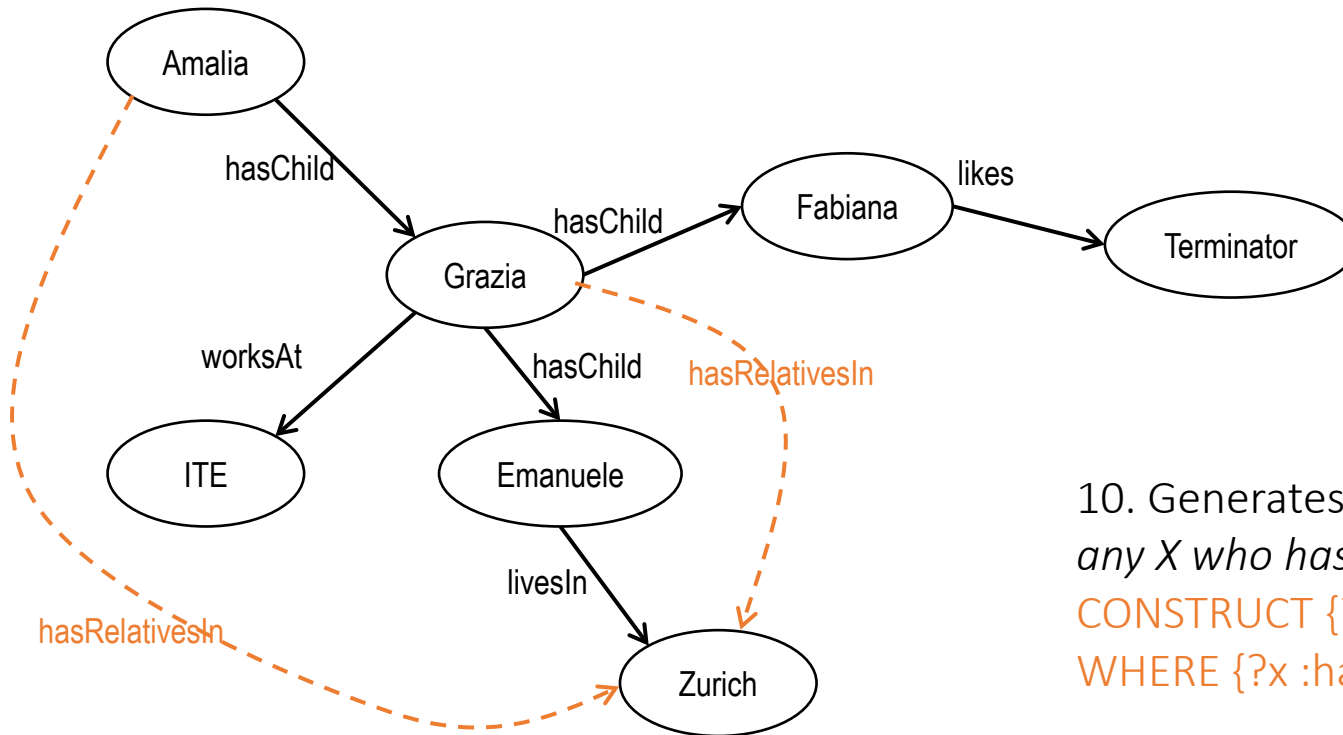 Amalia
hasChild
hasChild
Fabiana
likes
Terminator
Grazia
worksAt
hasChild
hasRelativesIn
ITE
Emanuele
livesIn
hasRelativesIn
Zurich
10. Generates
any X who has
CONSTRUCT {
WHERE {?x :ha